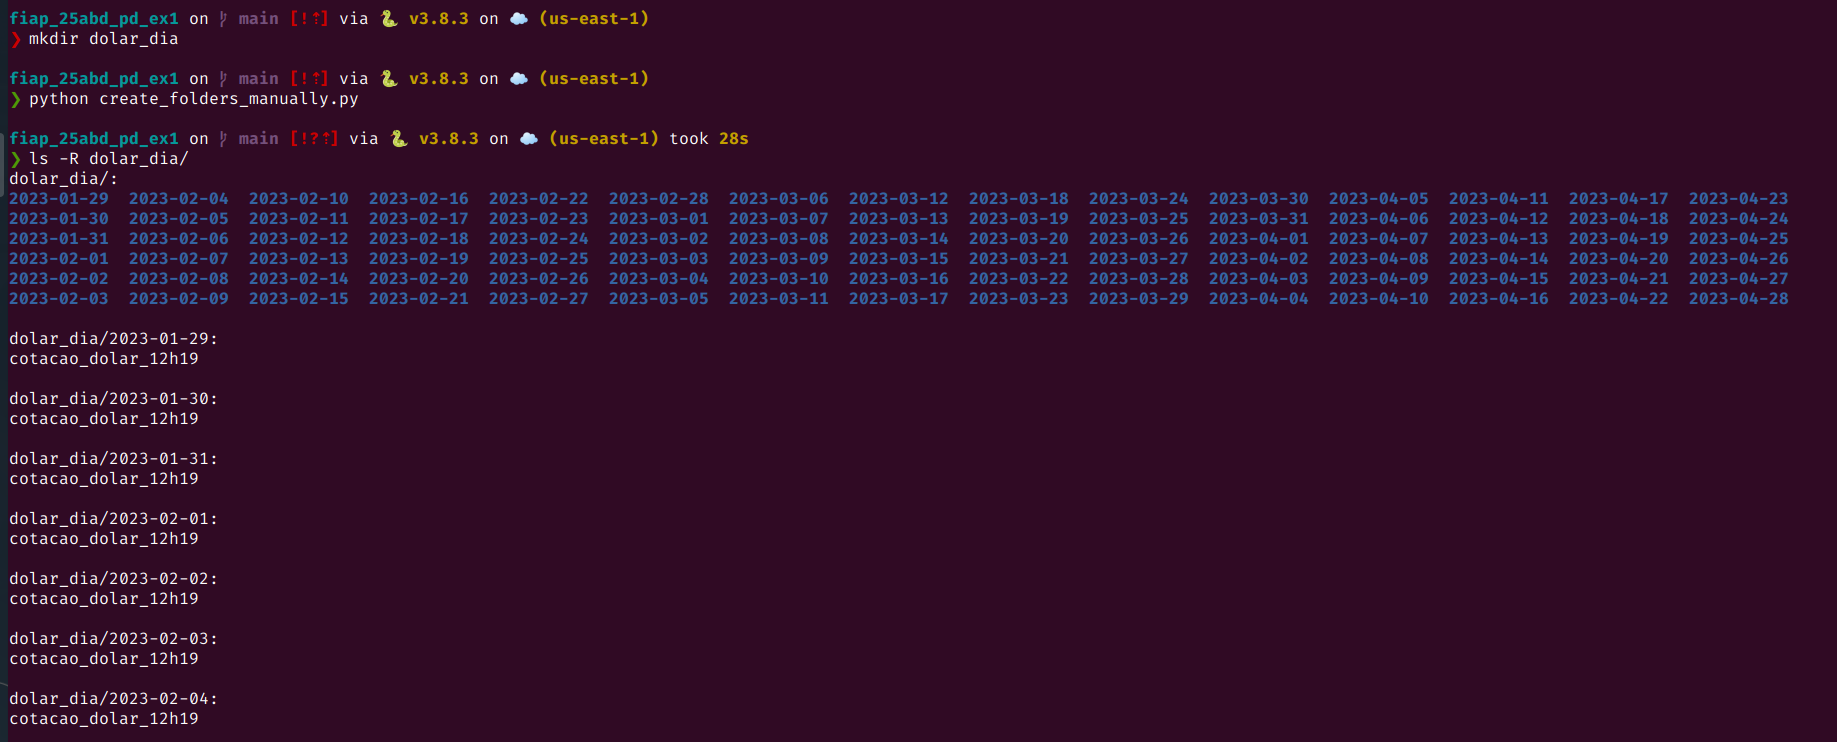 fiap_25abd_pd_ex1 on main [!⇡] via 🐍 v3.8.3 on ☁️ (us-east-1)
❯ mkdir dolar_dia
fiap_25abd_pd_ex1 on main [!⇡] via 🐍 v3.8.3 on ☁️ (us-east-1)
❯ python create_folders_manually.py
fiap_25abd_pd_ex1 on main [!?⇡] via 🐍 v3.8.3 on ☁️ (us-east-1) took 28s
❯ ls -R dolar_dia/
dolar_dia/:
2023-01-29 2023-02-04 2023-02-10 2023-02-16 2023-02-22 2023-02-28 2023-03-06 2023-03-12 2023-03-18 2023-03-24 2023-03-30 2023-04-05 2023-04-11 2023-04-17 2023-04-23
2023-01-30 2023-02-05 2023-02-11 2023-02-17 2023-02-23 2023-03-01 2023-03-07 2023-03-13 2023-03-19 2023-03-25 2023-03-31 2023-04-06 2023-04-12 2023-04-18 2023-04-24
2023-01-31 2023-02-06 2023-02-12 2023-02-18 2023-02-24 2023-03-02 2023-03-08 2023-03-14 2023-03-20 2023-03-26 2023-04-01 2023-04-07 2023-04-13 2023-04-19 2023-04-25
2023-02-01 2023-02-07 2023-02-13 2023-02-19 2023-02-25 2023-03-03 2023-03-09 2023-03-15 2023-03-21 2023-03-27 2023-04-02 2023-04-08 2023-04-14 2023-04-20 2023-04-26
2023-02-02 2023-02-08 2023-02-14 2023-02-20 2023-02-26 2023-03-04 2023-03-10 2023-03-16 2023-03-22 2023-03-28 2023-04-03 2023-04-09 2023-04-15 2023-04-21 2023-04-27
2023-02-03 2023-02-09 2023-02-15 2023-02-21 2023-02-27 2023-03-05 2023-03-11 2023-03-17 2023-03-23 2023-03-29 2023-04-04 2023-04-10 2023-04-16 2023-04-22 2023-04-28
dolar_dia/2023-01-29:
cotacao_dolar_12h19
dolar_dia/2023-01-30:
cotacao_dolar_12h19
dolar_dia/2023-01-31:
cotacao_dolar_12h19
dolar_dia/2023-02-01:
cotacao_dolar_12h19
dolar_dia/2023-02-02:
cotacao_dolar_12h19
dolar_dia/2023-02-03:
cotacao_dolar_12h19
dolar_dia/2023-02-04:
cotacao_dolar_12h19